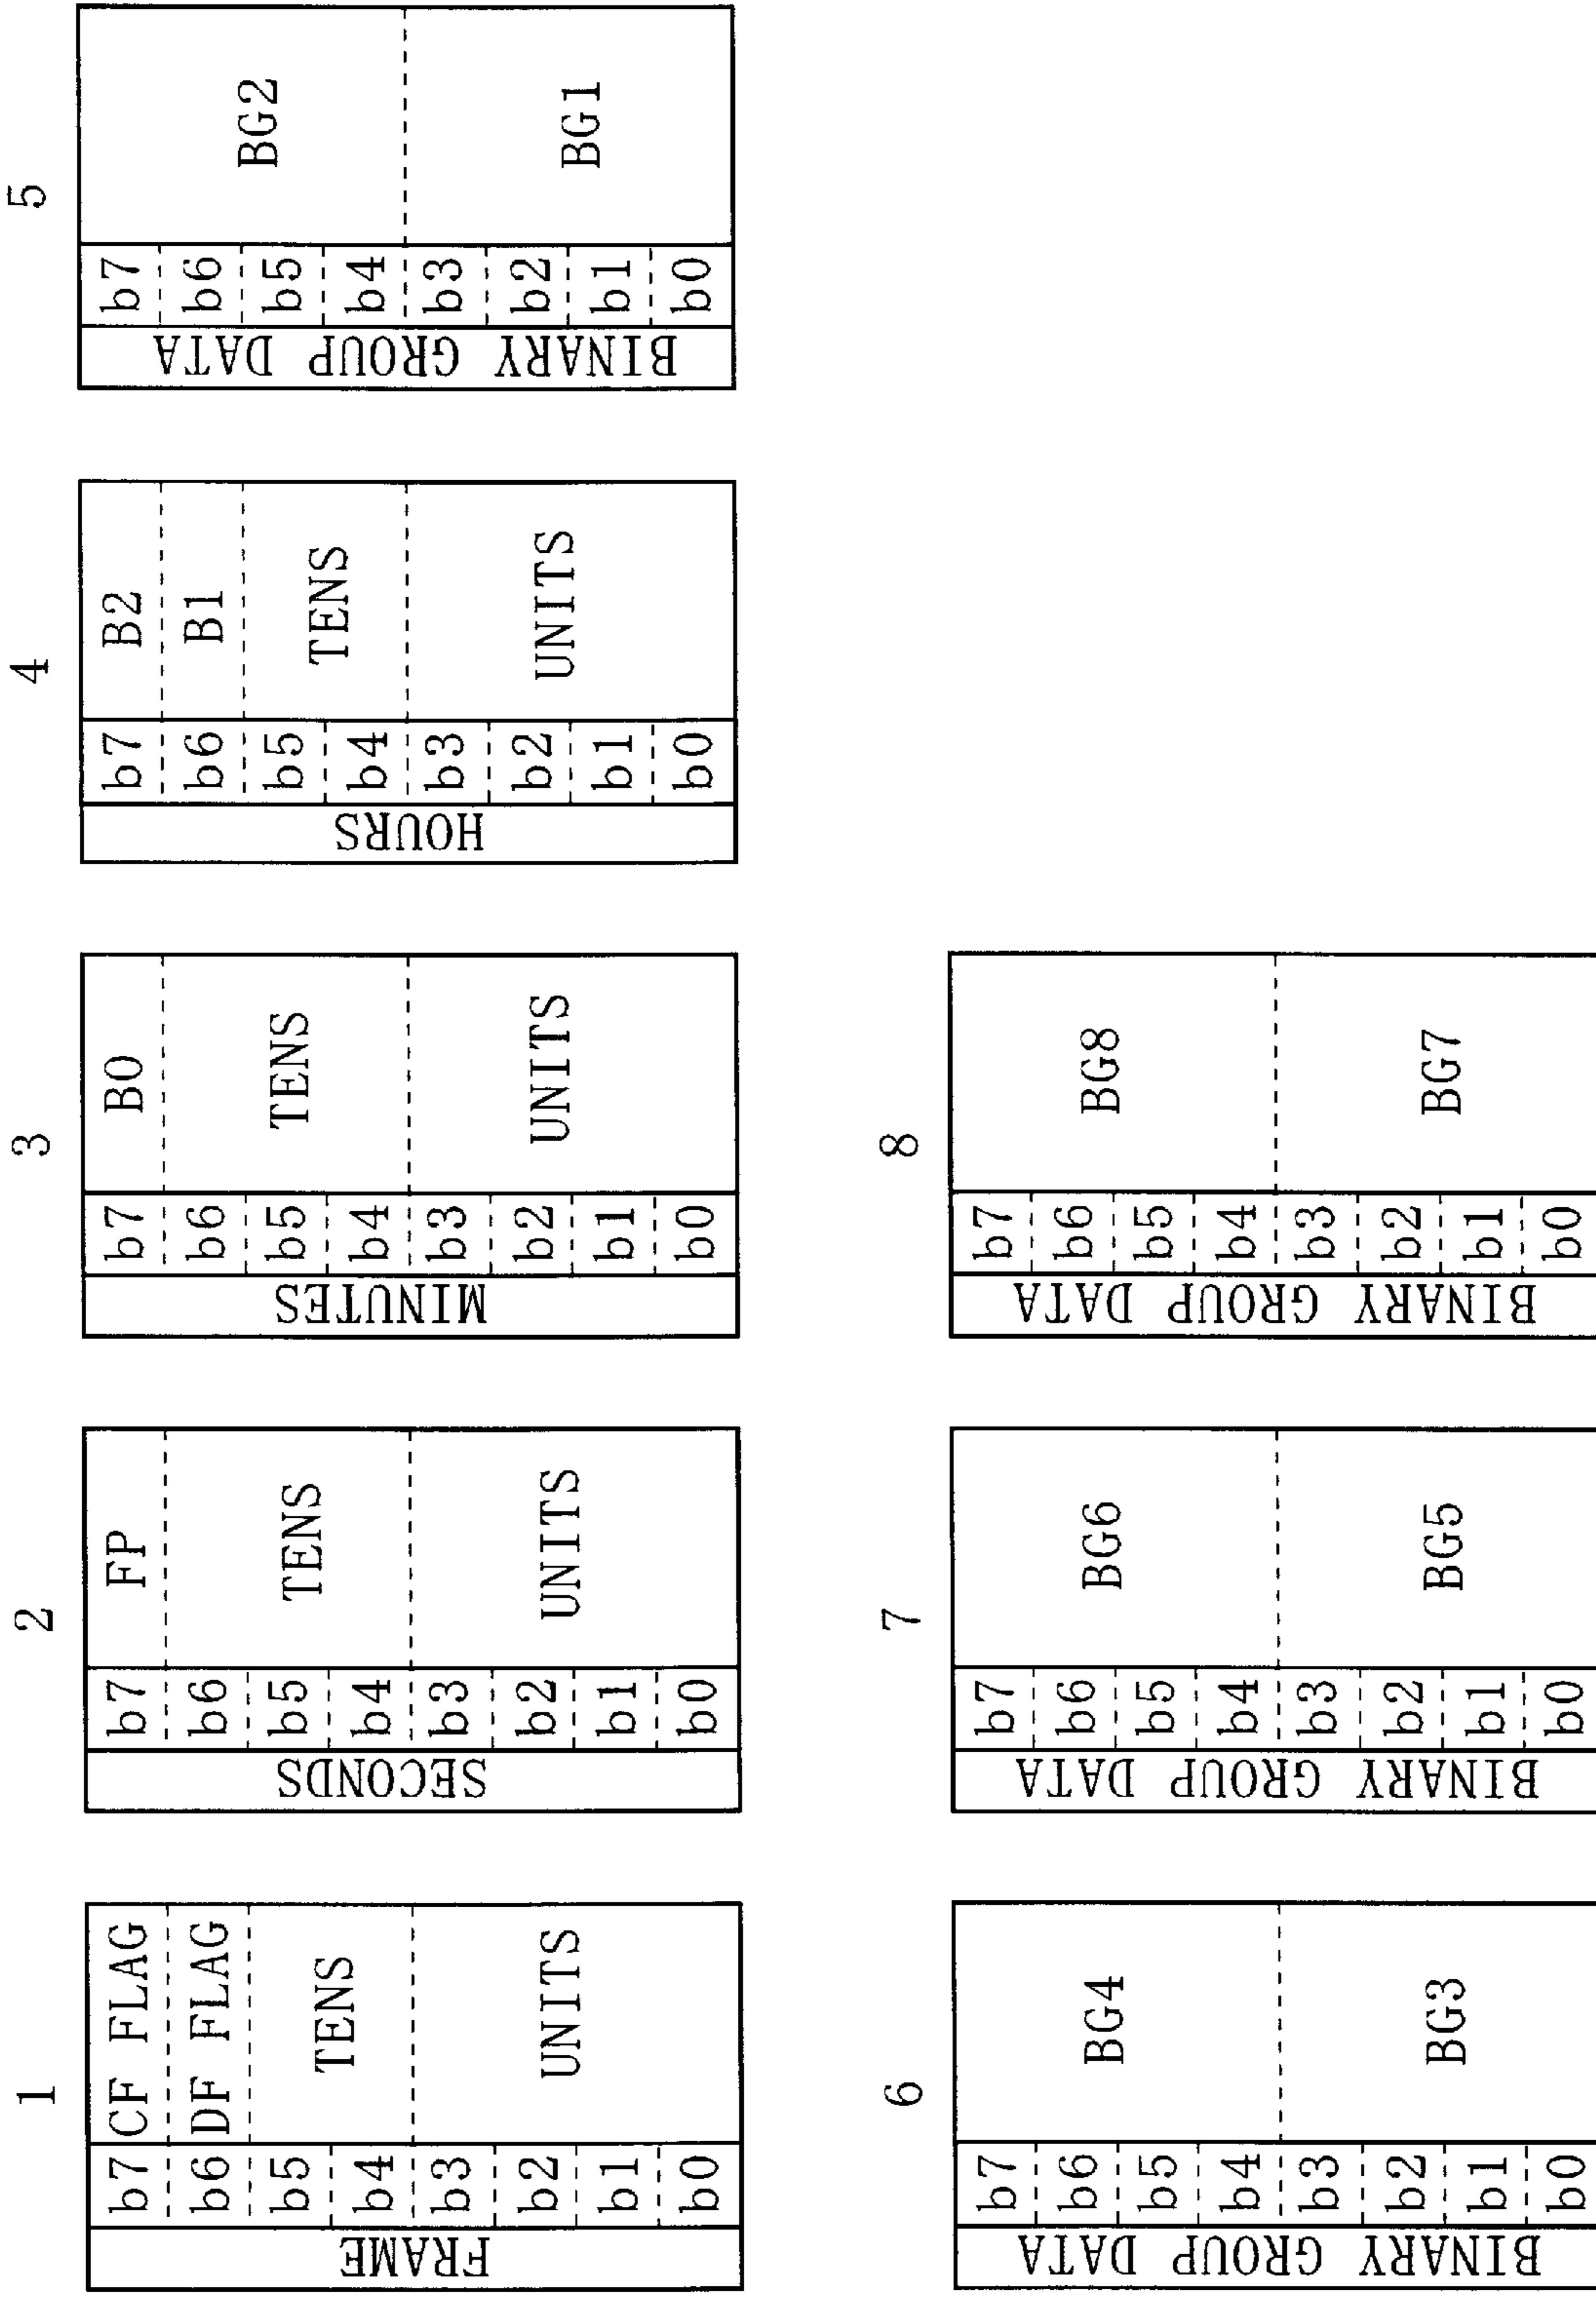 1
FRAME
b7 CF FLAG
b6 DF FLAG
b5
b4
TENS
b3
b2
b1
b0
UNITS
2
SECONDS
b7 FP
b6
b5
b4
TENS
b3
b2
b1
b0
UNITS
3
MINUTES
b7 B0
b6
b5
b4
TENS
b3
b2
b1
b0
UNITS
4
HOURS
b7 B2
b6 B1
b5
b4
TENS
b3
b2
b1
b0
UNITS
5
BINARY GROUP DATA
b7
b6
b5
b4
BG2
b3
b2
b1
b0
BG1
6
BINARY GROUP DATA
b7
b6
b5
b4
BG4
b3
b2
b1
b0
BG3
7
BINARY GROUP DATA
b7
b6
b5
b4
BG6
b3
b2
b1
b0
BG5
8
BINARY GROUP DATA
b7
b6
b5
b4
BG8
b3
b2
b1
b0
BG7